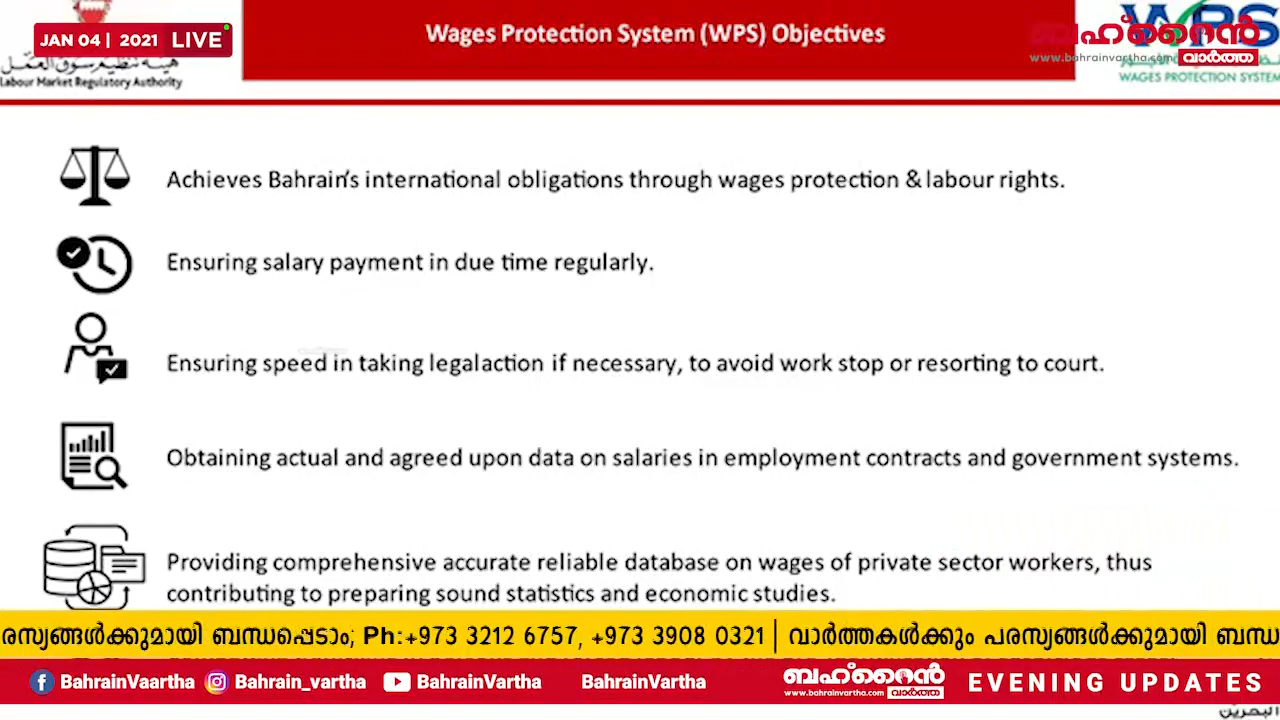 JAN 04 | 2021 LIVE
هيئة تنظيم سوق العمل
Labour Market Regulatory Authority
Wages Protection System (WPS) Objectives
WPS
WAGES PROTECTION SYSTEM
ബഹ്റൈൻ
www.bahrainvartha.com വാർത്ത
Achieves Bahrain's international obligations through wages protection & labour rights.
Ensuring salary payment in due time regularly.
Ensuring speed in taking legalaction if necessary, to avoid work stop or resorting to court.
Obtaining actual and agreed upon data on salaries in employment contracts and government systems.
Providing comprehensive accurate reliable database on wages of private sector workers, thus
contributing to preparing sound statistics and economic studies.
രസ്യങ്ങൾക്കുമായി ബന്ധപ്പെടാം; Ph:+973 3212 6757, +973 3908 0321 | വാർത്തകൾക്കും പരസ്യങ്ങൾക്കുമായി ബന്ധ
BahrainVaartha Bahrain_vartha BahrainVartha BahrainVartha ബഹ്റൈൻ EVENING UPDATES
www.bahrainvartha.com വാർത്ത
البحرين